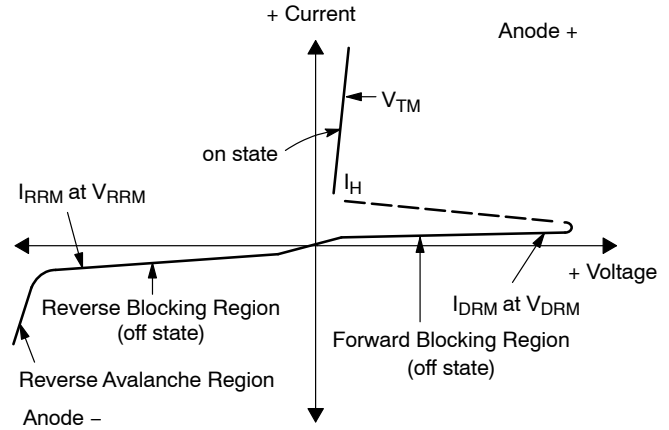 + Current
Anode +
V_TM
on state
I_H
I_RRM at V_RRM
+ Voltage
Reverse Blocking Region
(off state)
I_DRM at V_DRM
Forward Blocking Region
(off state)
Reverse Avalanche Region
Anode −